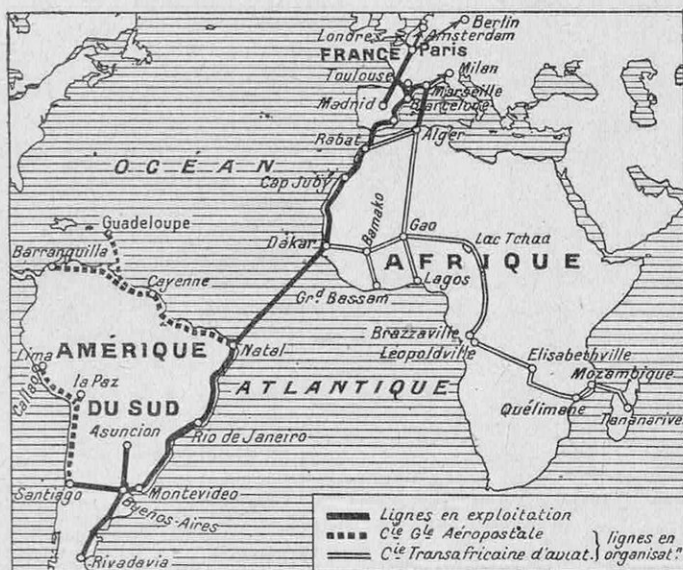 Berlin
Londres
Amsterdam
FRANCE
Paris
Toulouse
Milan
Marseille
Madrid
Barcelone
Rabat
Alger
OCÉAN
Cap Juby
Guadeloupe
Dakar
Bamako
Gao
Lac Tchad
Barranquilla
AFRIQUE
Cayenne
Grd Bassam
Lagos
Brazzaville
Natal
Léopoldville
AMÉRIQUE
Elisabethville
Lima
Callao
la Paz
ATLANTIQUE
Mozambique
DU SUD
Quélimane
Tananarive
Asuncion
Rio de Janeiro
Santiago
Montevideo
Buenos-Aires
Rivadavia
Lignes en exploitation
Cie Gle Aéropostale
Cie Transafricaine d'aviat.
lignes en
organisat.n